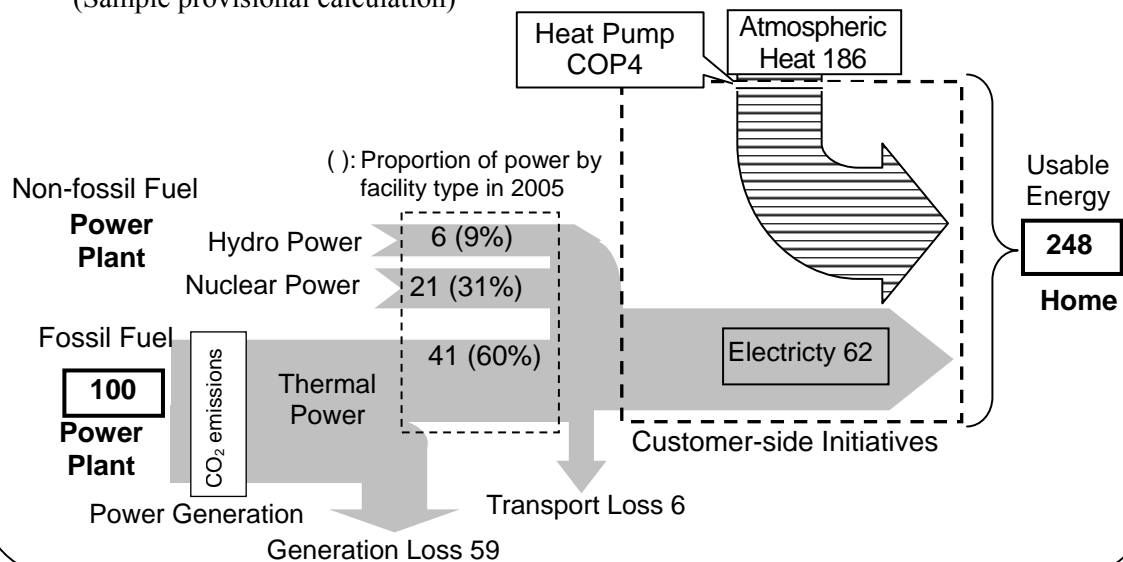 (Sample provisional calculation)
Heat Pump
COP4
Atmospheric
Heat 186
( ): Proportion of power by
facility type in 2005
Non-fossil Fuel
Power
Plant
Hydro Power
6 (9%)
Nuclear Power
21 (31%)
Usable
Energy
248
Home
Fossil Fuel
100
Power
Plant
CO₂ emissions
Thermal
Power
41 (60%)
Electricty 62
Customer-side Initiatives
Transport Loss 6
Power Generation
Generation Loss 59